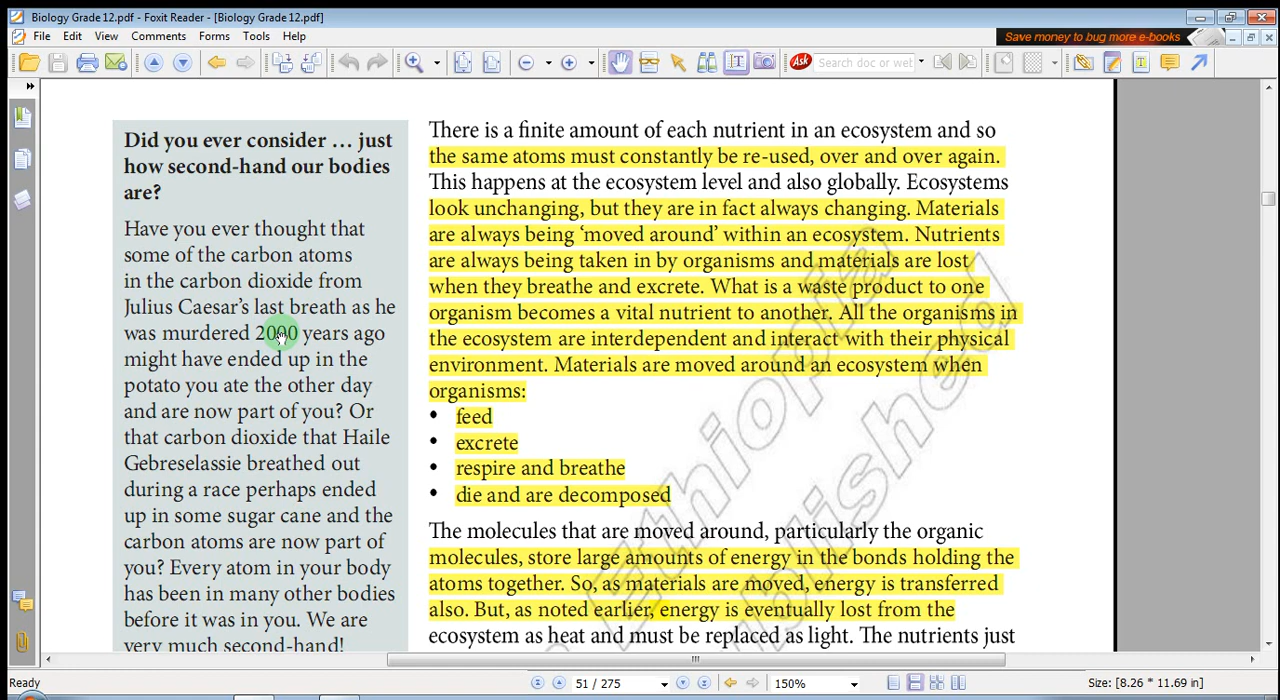 Biology Grade 12.pdf - Foxit Reader - [Biology Grade 12.pdf]
File Edit View Comments Forms Tools Help
Save money to bug more e-books
Ask Search doc or wel
Did you ever consider … just
how second-hand our bodies
are?
Have you ever thought that
some of the carbon atoms
in the carbon dioxide from
Julius Caesar’s last breath as he
was murdered 2000 years ago
might have ended up in the
potato you ate the other day
and are now part of you? Or
that carbon dioxide that Haile
Gebreselassie breathed out
during a race perhaps ended
up in some sugar cane and the
carbon atoms are now part of
you? Every atom in your body
has been in many other bodies
before it was in you. We are
very much second-hand!
There is a finite amount of each nutrient in an ecosystem and so
the same atoms must constantly be re-used, over and over again.
This happens at the ecosystem level and also globally. Ecosystems
look unchanging, but they are in fact always changing. Materials
are always being ‘moved around’ within an ecosystem. Nutrients
are always being taken in by organisms and materials are lost
when they breathe and excrete. What is a waste product to one
organism becomes a vital nutrient to another. All the organisms in
the ecosystem are interdependent and interact with their physical
environment. Materials are moved around an ecosystem when
organisms:
• feed
• excrete
• respire and breathe
• die and are decomposed
The molecules that are moved around, particularly the organic
molecules, store large amounts of energy in the bonds holding the
atoms together. So, as materials are moved, energy is transferred
also. But, as noted earlier, energy is eventually lost from the
ecosystem as heat and must be replaced as light. The nutrients just
Ethiopia
Ready
51 / 275
150%
Size: [8.26 * 11.69 in]